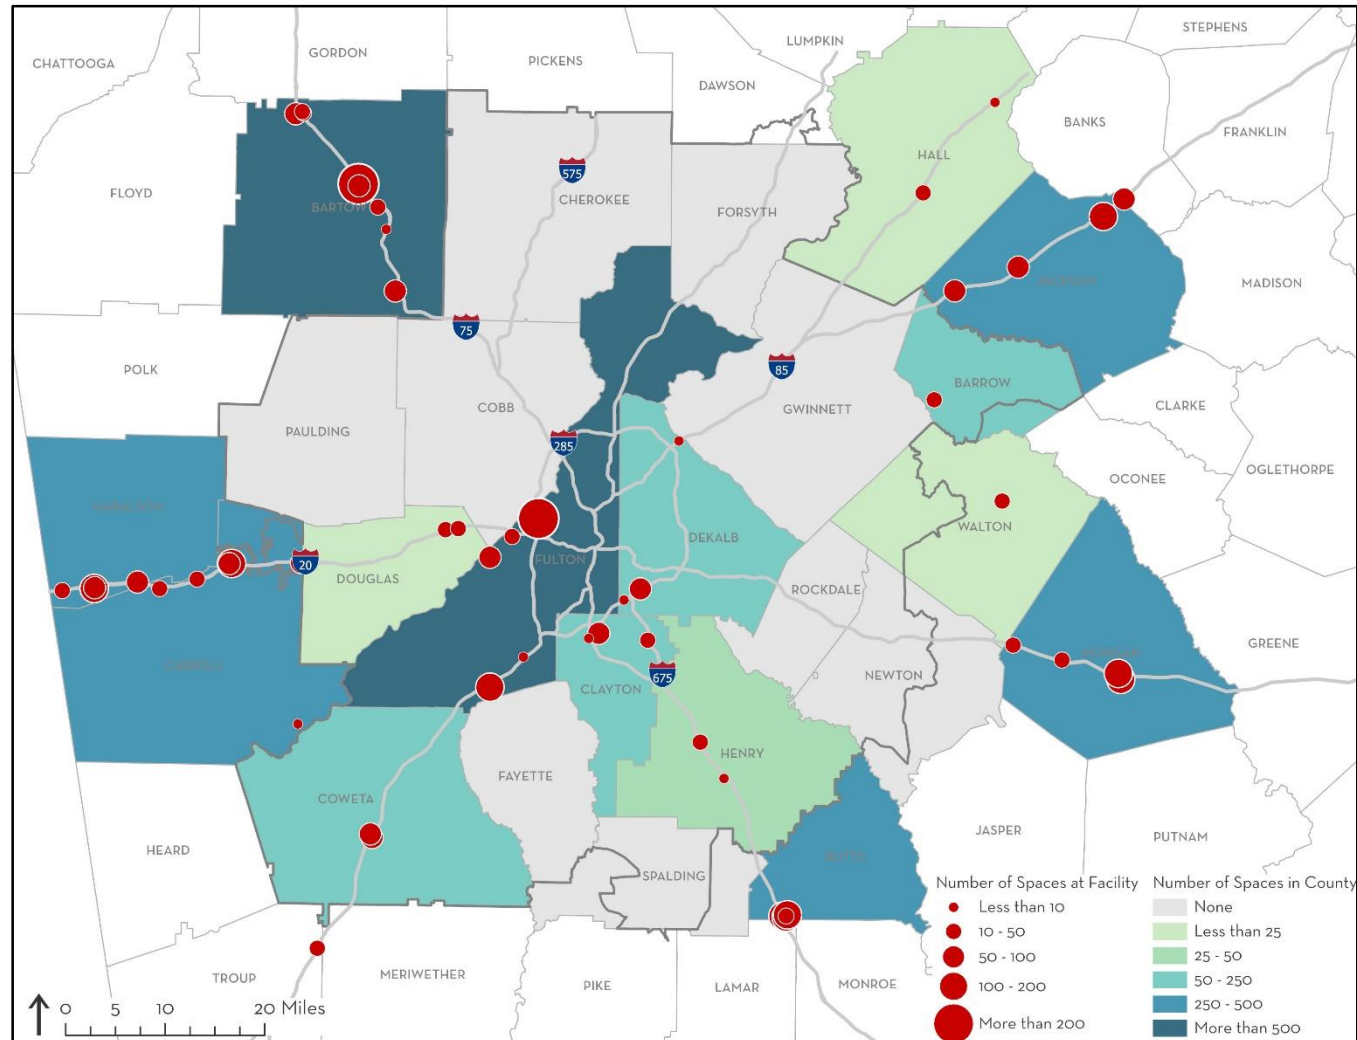 STEPHENS
LUMPKIN
GORDON
PICKENS
CHATTOOGA
DAWSON
BANKS
FRANKLIN
HALL
575
FLOYD
CHEROKEE
BARTOW
FORSYTH
MADISON
75
POLK
85
BARROW
COBB
GWINNETT
CLARKE
PAULDING
285
OCONEE
OGLETHORPE
WALTON
DEKALB
20
FULTON
DOUGLAS
ROCKDALE
GREENE
675
NEWTON
CLAYTON
HENRY
FAYETTE
COWETA
JASPER
PUTNAM
HEARD
SPALDING
Number of Spaces at Facility
Less than 10
10 - 50
50 - 100
100 - 200
More than 200
Number of Spaces in County
None
Less than 25
25 - 50
50 - 250
250 - 500
More than 500
TROUP
MERIWETHER
PIKE
LAMAR
MONROE
0 5 10 20 Miles